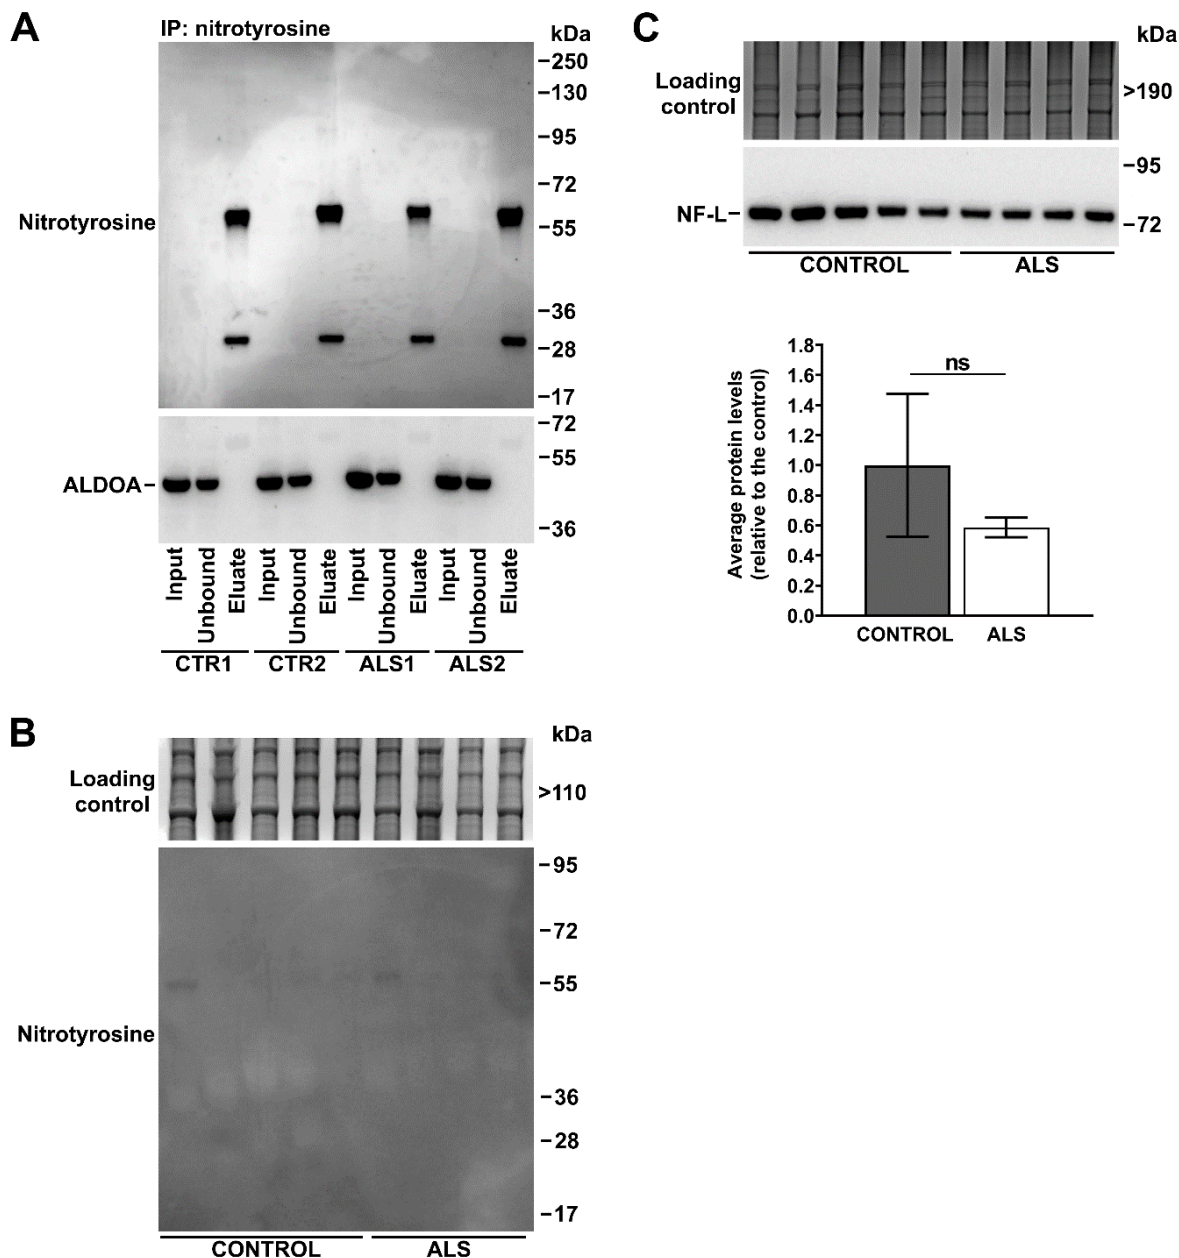 A
IP: nitrotyrosine
kDa
−250
−130
−95
−72
Nitrotyrosine
−55
−36
−28
−17
−72
−55
ALDOA−
−36
Input
Unbound
Eluate
Input
Unbound
Eluate
Input
Unbound
Eluate
Input
Unbound
Eluate
CTR1
CTR2
ALS1
ALS2
B
kDa
Loading
control
>110
−95
−72
−55
Nitrotyrosine
−36
−28
−17
CONTROL
ALS
C
kDa
Loading
control
>190
−95
NF-L−
−72
CONTROL
ALS
Average protein levels
(relative to the control)
1.8
1.6
1.4
1.2
1.0
0.8
0.6
0.4
0.2
0.0
ns
CONTROL
ALS